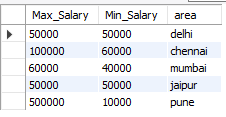 Max_Salary Min_Salary area
50000 50000 delhi
100000 60000 chennai
60000 40000 mumbai
50000 50000 jaipur
500000 10000 pune